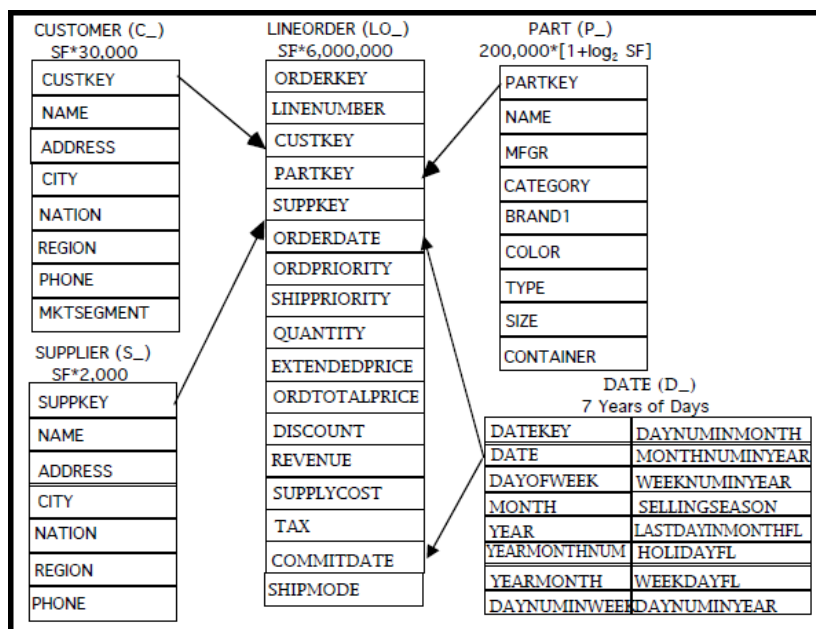 CUSTOMER (C_)
SF*30,000
CUSTKEY
NAME
ADDRESS
CITY
NATION
REGION
PHONE
MKTSEGMENT
SUPPLIER (S_)
SF*2,000
SUPPKEY
NAME
ADDRESS
CITY
NATION
REGION
PHONE
LINEORDER (LO_)
SF*6,000,000
ORDERKEY
LINENUMBER
CUSTKEY
PARTKEY
SUPPKEY
ORDERDATE
ORDPRIORITY
SHIPPRIORITY
QUANTITY
EXTENDEDPRICE
ORDTOTALPRICE
DISCOUNT
REVENUE
SUPPLYCOST
TAX
COMMITDATE
SHIPMODE
PART (P_)
200,000*[1+log₂ SF]
PARTKEY
NAME
MFGR
CATEGORY
BRAND1
COLOR
TYPE
SIZE
CONTAINER
DATE (D_)
7 Years of Days
DATEKEY DAYNUMINMONTH
DATE MONTHNUMINYEAR
DAYOFWEEK WEEKNUMINYEAR
MONTH SELLINGSEASON
YEAR LASTDAYINMONTHFL
YEARMONTHNUM HOLIDAYFL
YEARMONTH WEEKDAYFL
DAYNUMINWEEK DAYNUMINYEAR